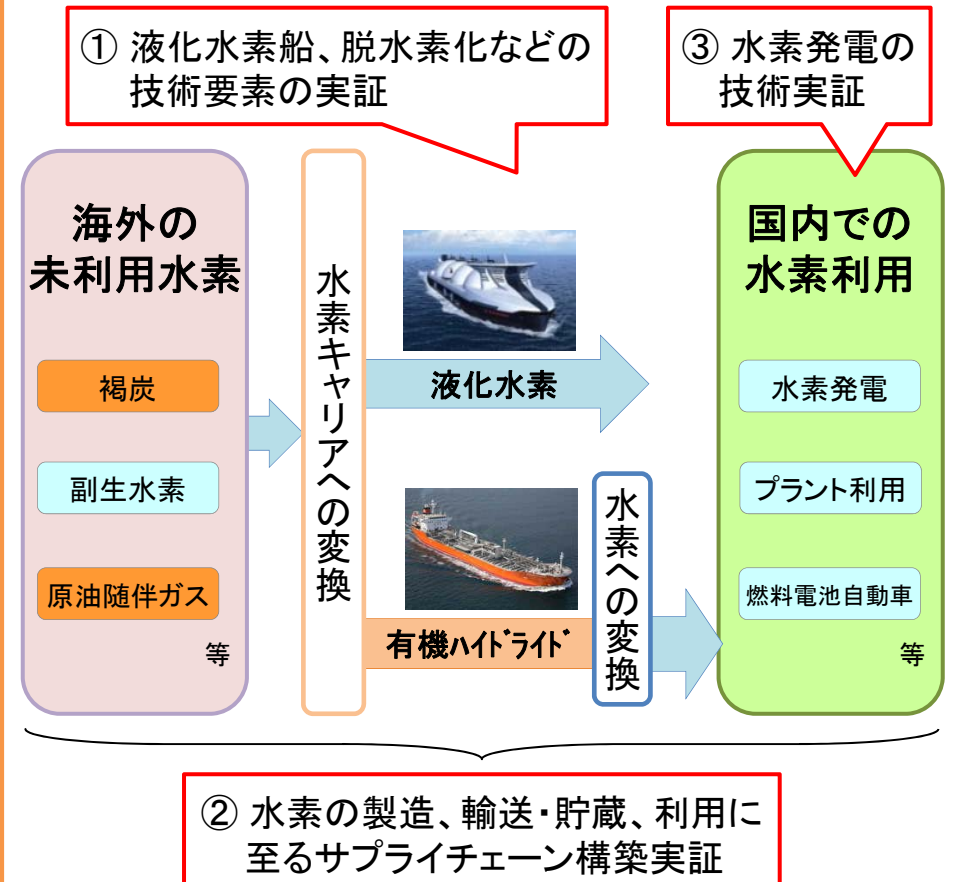 ① 液化水素船、脱水素化などの
技術要素の実証
③ 水素発電の
技術実証
海外の
未利用水素
褐炭
副生水素
原油随伴ガス
等
水素キャリアへの変換
液化水素
有機ﾊｲﾄﾞﾗｲﾄﾞ
水素への変換
国内での
水素利用
水素発電
プラント利用
燃料電池自動車
等
② 水素の製造、輸送・貯蔵、利用に
至るサプライチェーン構築実証